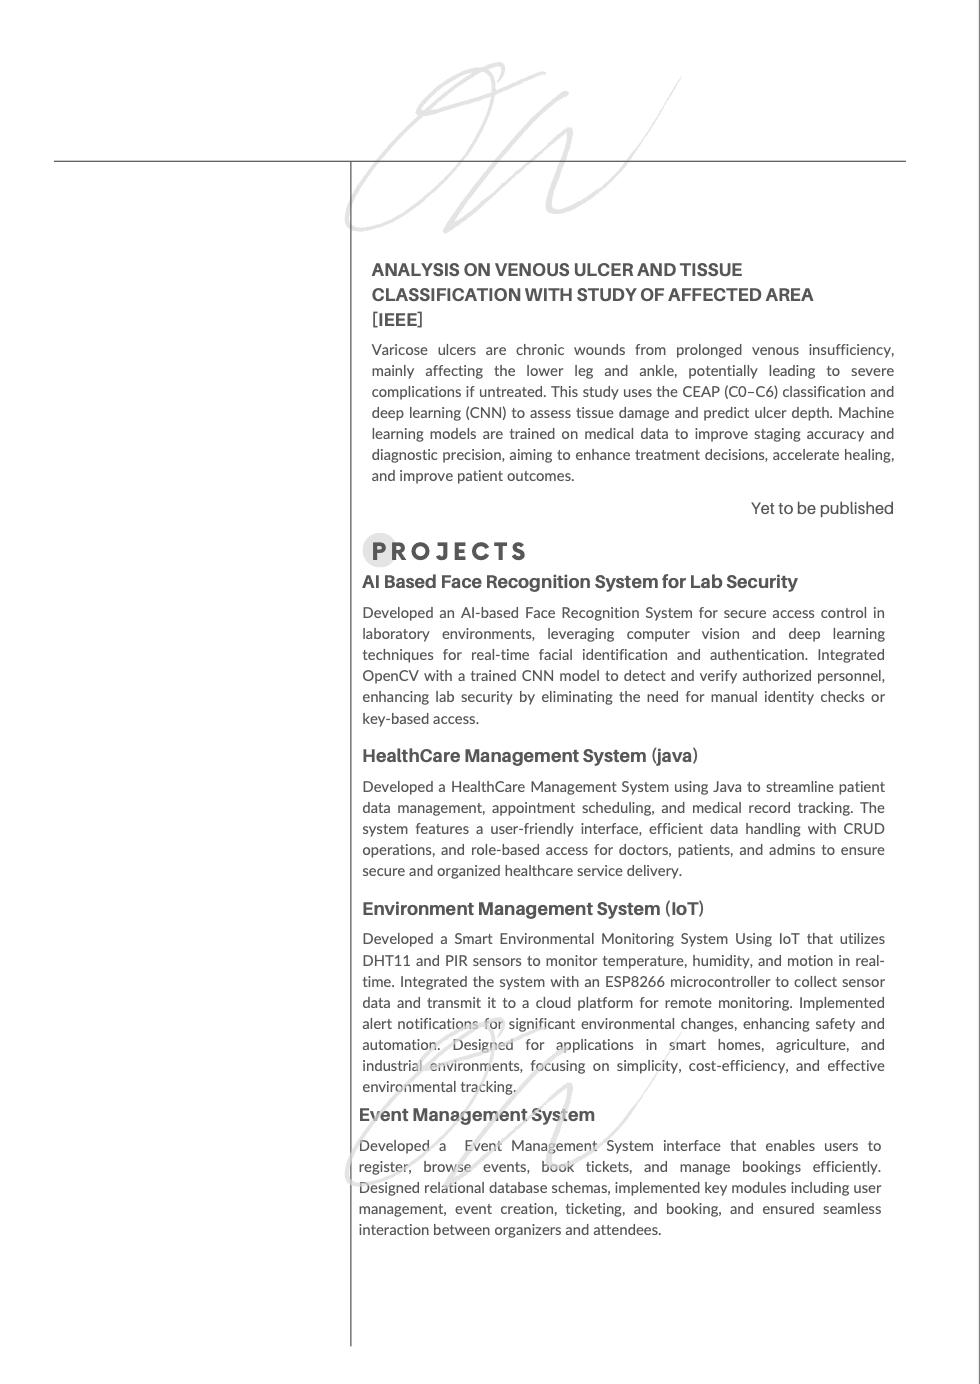 ANALYSIS ON VENOUS ULCER AND TISSUE
CLASSIFICATION WITH STUDY OF AFFECTED AREA
[IEEE]
Varicose ulcers are chronic wounds from prolonged venous insufficiency,
mainly affecting the lower leg and ankle, potentially leading to severe
complications if untreated. This study uses the CEAP (C0–C6) classification and
deep learning (CNN) to assess tissue damage and predict ulcer depth. Machine
learning models are trained on medical data to improve staging accuracy and
diagnostic precision, aiming to enhance treatment decisions, accelerate healing,
and improve patient outcomes.
Yet to be published
PROJECTS
AI Based Face Recognition System for Lab Security
Developed an AI-based Face Recognition System for secure access control in
laboratory environments, leveraging computer vision and deep learning
techniques for real-time facial identification and authentication. Integrated
OpenCV with a trained CNN model to detect and verify authorized personnel,
enhancing lab security by eliminating the need for manual identity checks or
key-based access.
HealthCare Management System (java)
Developed a HealthCare Management System using Java to streamline patient
data management, appointment scheduling, and medical record tracking. The
system features a user-friendly interface, efficient data handling with CRUD
operations, and role-based access for doctors, patients, and admins to ensure
secure and organized healthcare service delivery.
Environment Management System (IoT)
Developed a Smart Environmental Monitoring System Using IoT that utilizes
DHT11 and PIR sensors to monitor temperature, humidity, and motion in real-
time. Integrated the system with an ESP8266 microcontroller to collect sensor
data and transmit it to a cloud platform for remote monitoring. Implemented
alert notifications for significant environmental changes, enhancing safety and
automation. Designed for applications in smart homes, agriculture, and
industrial environments, focusing on simplicity, cost-efficiency, and effective
environmental tracking.
Event Management System
Developed a Event Management System interface that enables users to
register, browse events, book tickets, and manage bookings efficiently.
Designed relational database schemas, implemented key modules including user
management, event creation, ticketing, and booking, and ensured seamless
interaction between organizers and attendees.